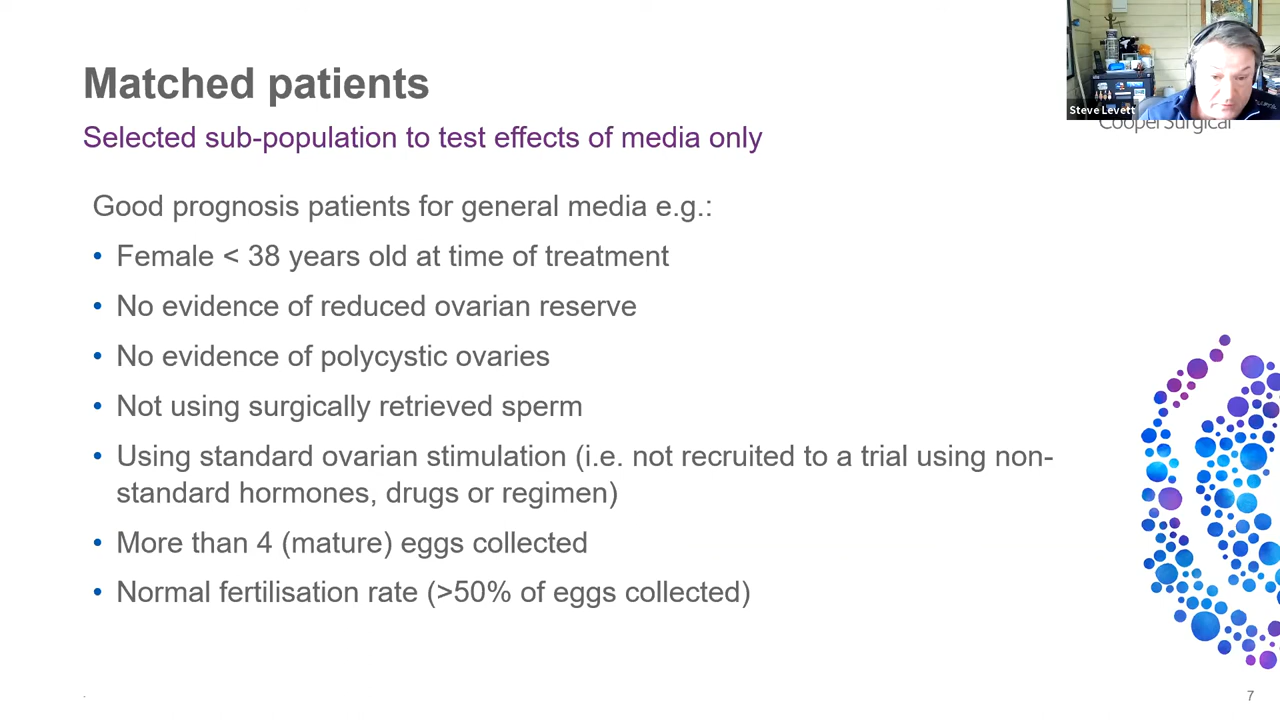 Matched patients
Steve Levett
CooperSurgical
Selected sub-population to test effects of media only
Good prognosis patients for general media e.g.:
• Female < 38 years old at time of treatment
• No evidence of reduced ovarian reserve
• No evidence of polycystic ovaries
• Not using surgically retrieved sperm
• Using standard ovarian stimulation (i.e. not recruited to a trial using non-
standard hormones, drugs or regimen)
• More than 4 (mature) eggs collected
• Normal fertilisation rate (>50% of eggs collected)
.
7